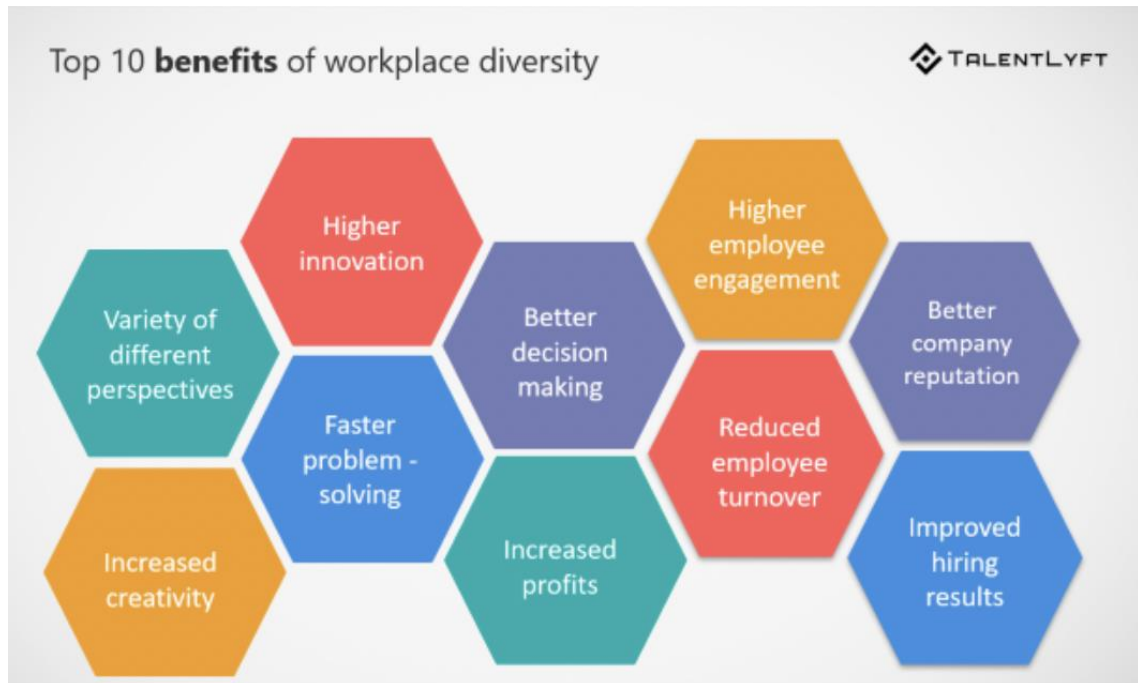 Top 10 benefits of workplace diversity
TALENTLYFT
Higher
innovation
Higher
employee
engagement
Variety of
different
perspectives
Better
decision
making
Better
company
reputation
Faster
problem -
solving
Reduced
employee
turnover
Increased
creativity
Increased
profits
Improved
hiring
results